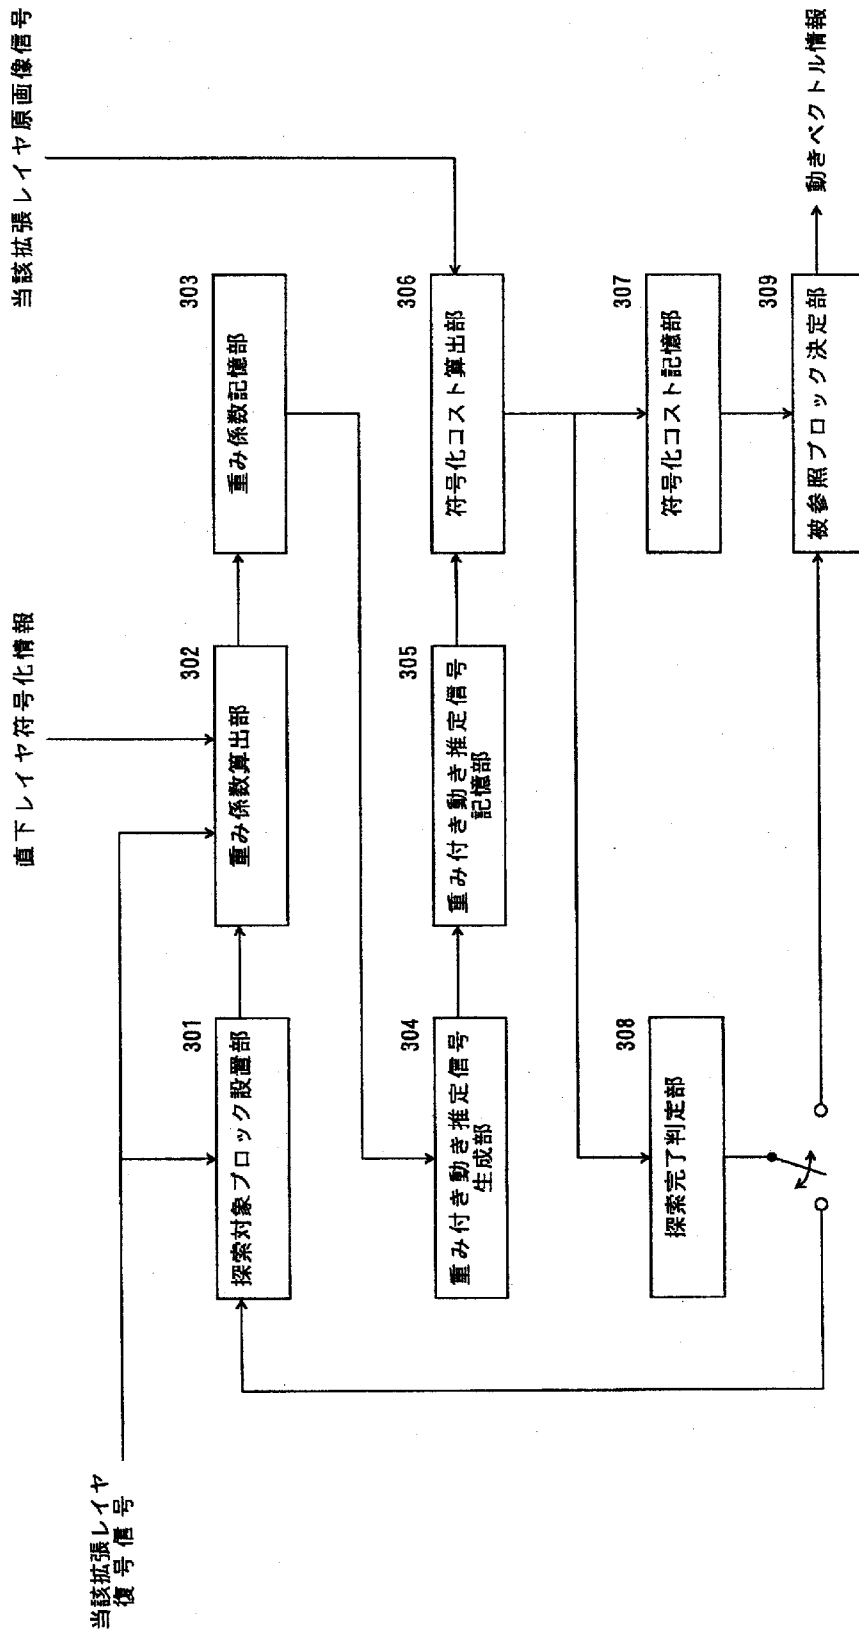 当該拡張レイヤ
復号信号
直下レイヤ符号化情報
当該拡張レイヤ原画像信号
301
探索対象ブロック設置部
302
重み係数算出部
303
重み係数記憶部
304
重み付き動き推定信号
生成部
305
重み付き動き推定信号
記憶部
306
符号化コスト算出部
308
探索完了判定部
307
符号化コスト記憶部
309
被参照ブロック決定部
動きベクトル情報